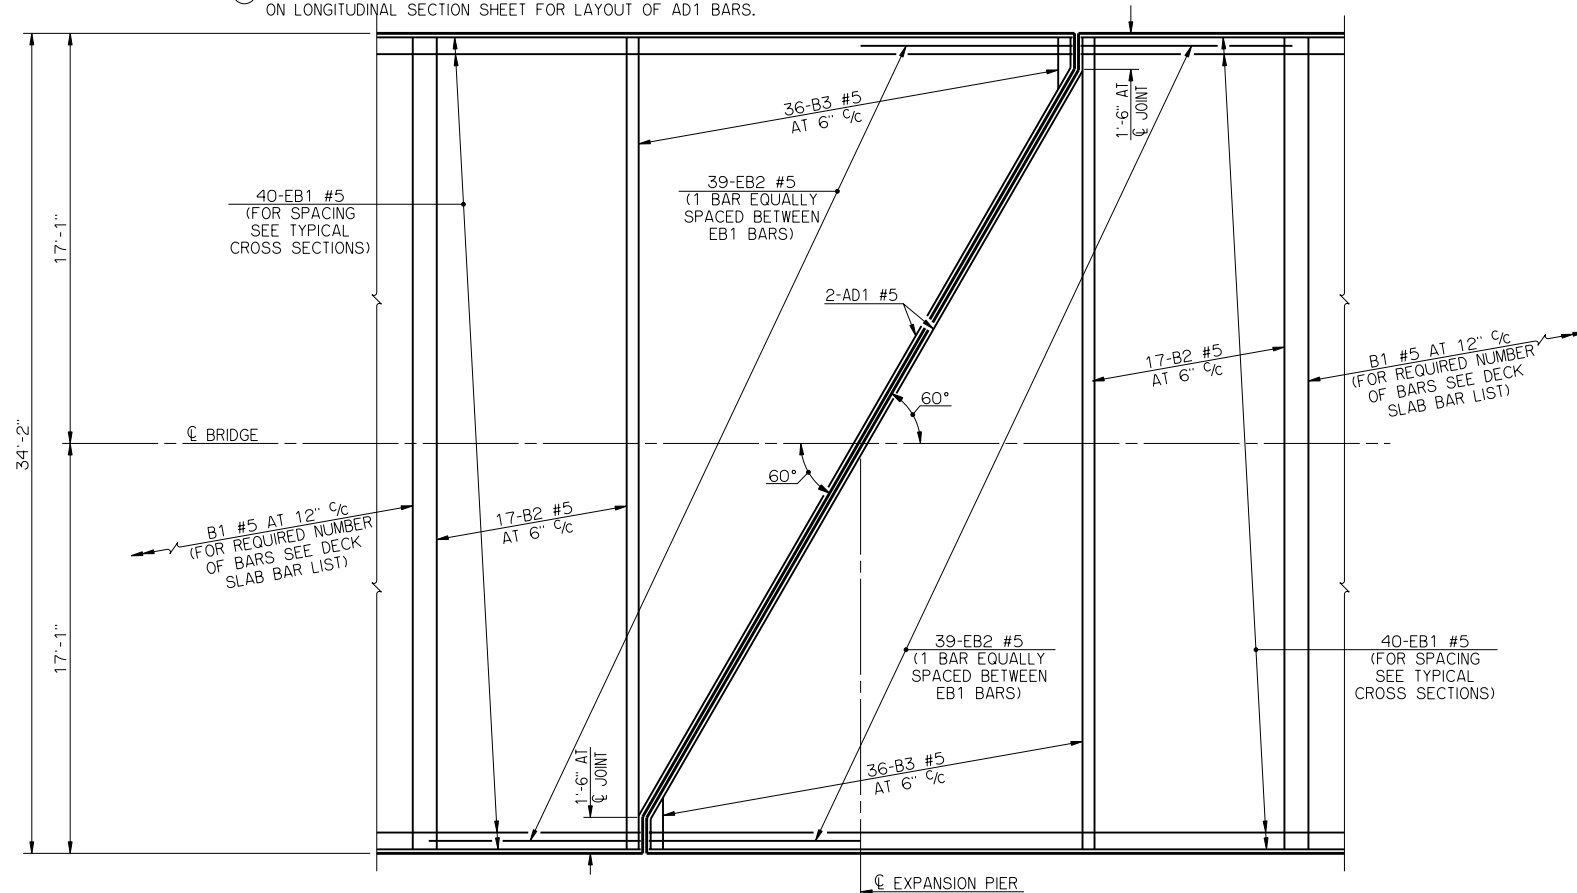 ON LONGITUDINAL SECTION SHEET FOR LAYOUT OF AD1 BARS.
36-B3 #5
AT 6" C/C
1'-6" AT
℄ JOINT
40-EB1 #5
(FOR SPACING
SEE TYPICAL
CROSS SECTIONS)
39-EB2 #5
(1 BAR EQUALLY
SPACED BETWEEN
EB1 BARS)
17'-1"
2-AD1 #5
17-B2 #5
AT 6" C/C
B1 #5 AT 12" C/C
(FOR REQUIRED NUMBER
OF BARS SEE DECK
SLAB BAR LIST)
60°
34'-2"
℄ BRIDGE
60°
B1 #5 AT 12" C/C
(FOR REQUIRED NUMBER
OF BARS SEE DECK
SLAB BAR LIST)
17-B2 #5
AT 6" C/C
17'-1"
39-EB2 #5
(1 BAR EQUALLY
SPACED BETWEEN
EB1 BARS)
40-EB1 #5
(FOR SPACING
SEE TYPICAL
CROSS SECTIONS)
1'-6" AT
℄ JOINT
36-B3 #5
AT 6" C/C
℄ EXPANSION PIER